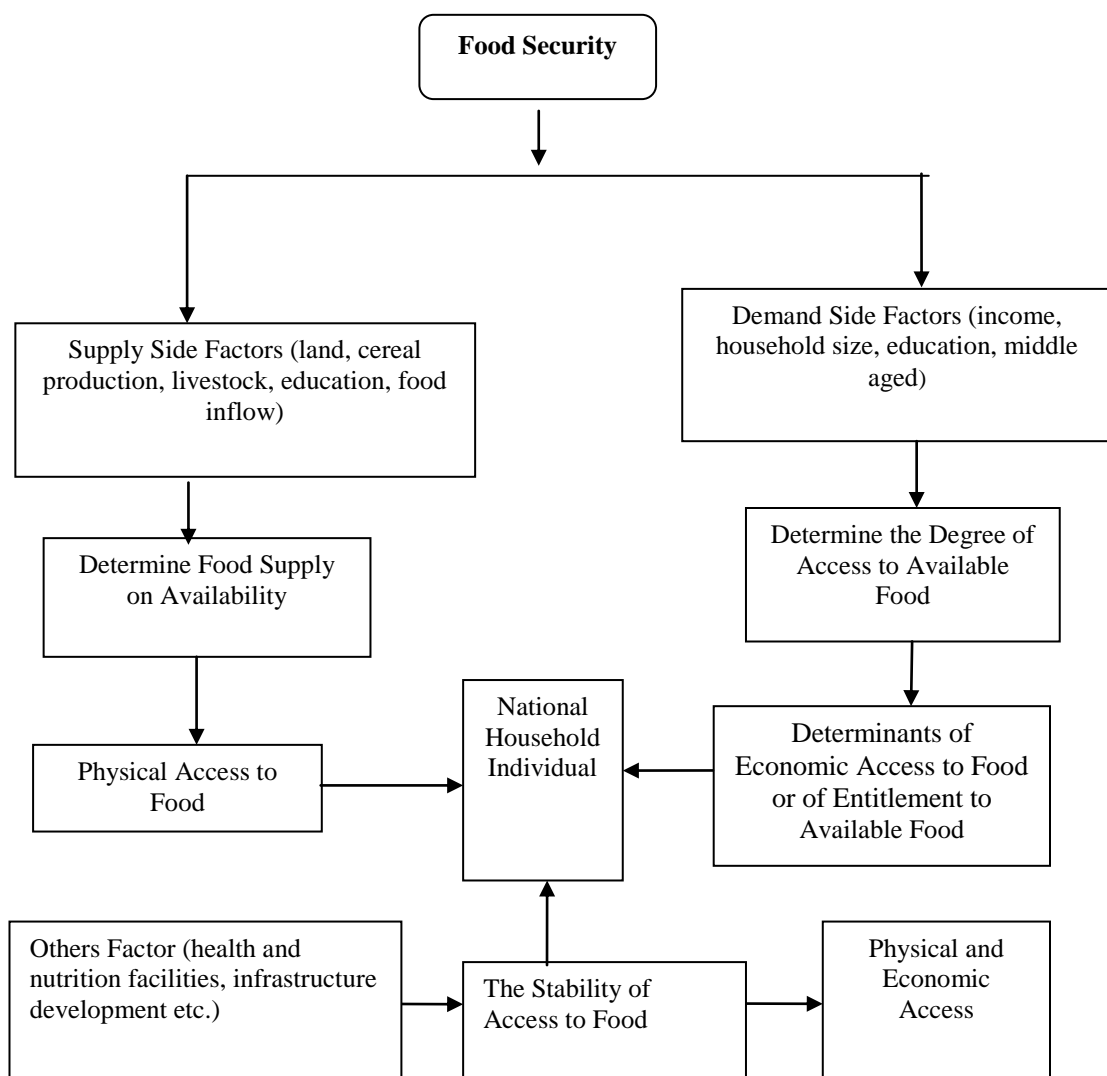 Food Security
Supply Side Factors (land, cereal
production, livestock, education, food
inflow)
Demand Side Factors (income,
household size, education, middle
aged)
Determine Food Supply
on Availability
Determine the Degree of
Access to Available
Food
Physical Access to
Food
National
Household
Individual
Determinants of
Economic Access to Food
or of Entitlement to
Available Food
Others Factor (health and
nutrition facilities, infrastructure
development etc.)
The Stability of
Access to Food
Physical and
Economic
Access